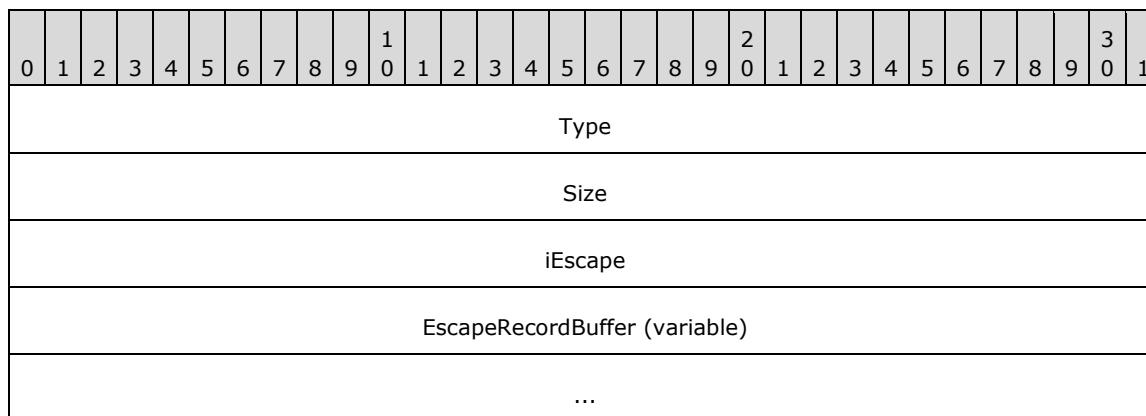 1 2 3
0 1 2 3 4 5 6 7 8 9 0 1 2 3 4 5 6 7 8 9 0 1 2 3 4 5 6 7 8 9 0 1
Type
Size
iEscape
EscapeRecordBuffer (variable)
...